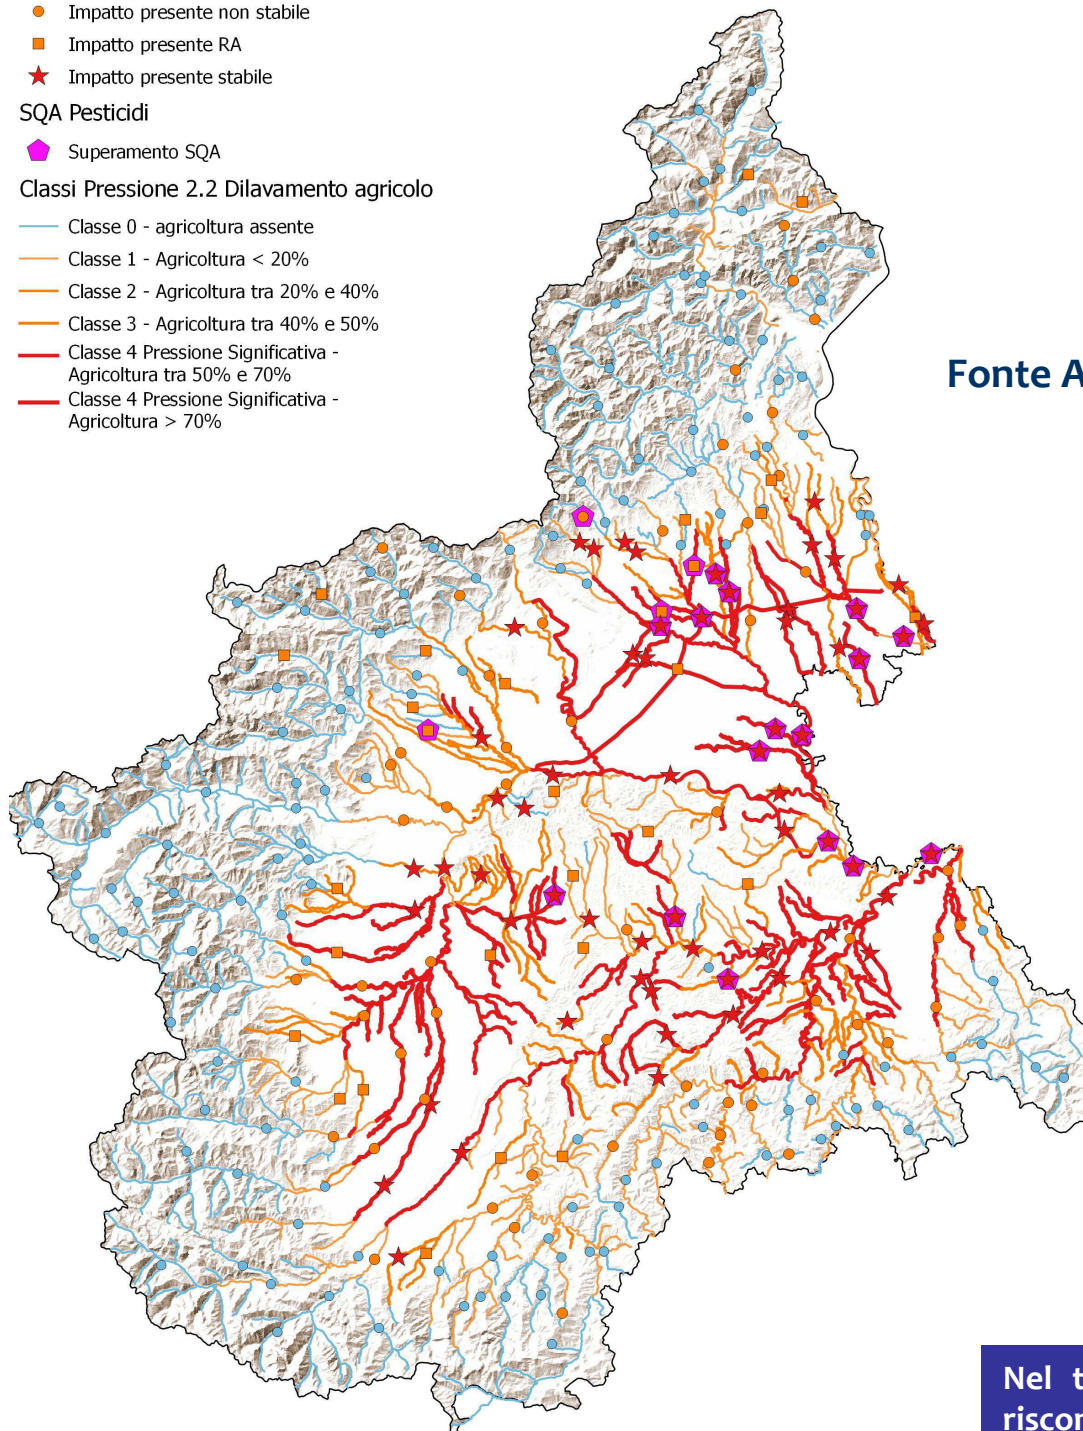 Impatto presente non stabile
Impatto presente RA
Impatto presente stabile
SQA Pesticidi
Superamento SQA
Classi Pressione 2.2 Dilavamento agricolo
Classe 0 - agricoltura assente
Classe 1 - Agricoltura < 20%
Classe 2 - Agricoltura tra 20% e 40%
Classe 3 - Agricoltura tra 40% e 50%
Classe 4 Pressione Significativa -
Agricoltura tra 50% e 70%
Classe 4 Pressione Significativa -
Agricoltura > 70%
Fonte A
Nel t
riscon